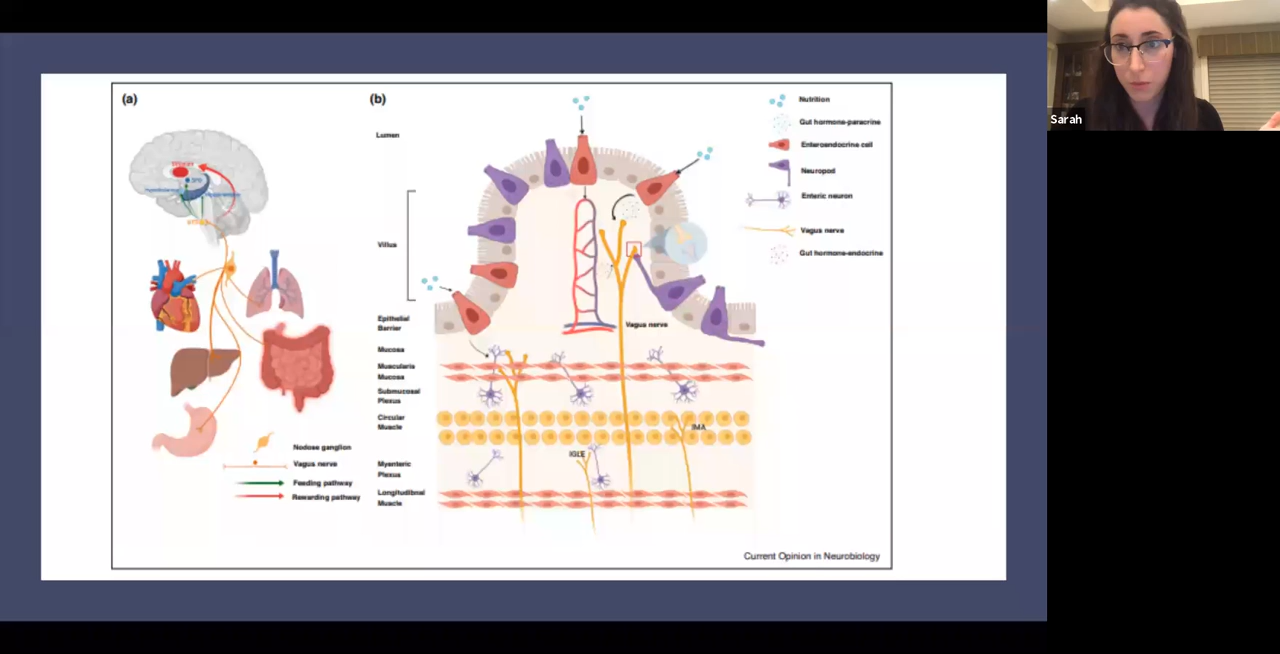 (a)
Nodose ganglion
Vagus nerve
Feeding pathway
Rewarding pathway
(b)
Lumen
Villus
Epithelial
Barrier
Mucosa
Muscularis
Mucosa
Submucosal
Plexus
Circular
Muscle
Myenteric
Plexus
Longitudibnal
Muscle
Vagus nerve
IMA
IGLE
Nutrition
Gut hormone-paracrine
Enteroendocrine cell
Neuropod
Enteric neuron
Vagus nerve
Gut hormone-endocrine
Current Opinion in Neurobiology
Sarah